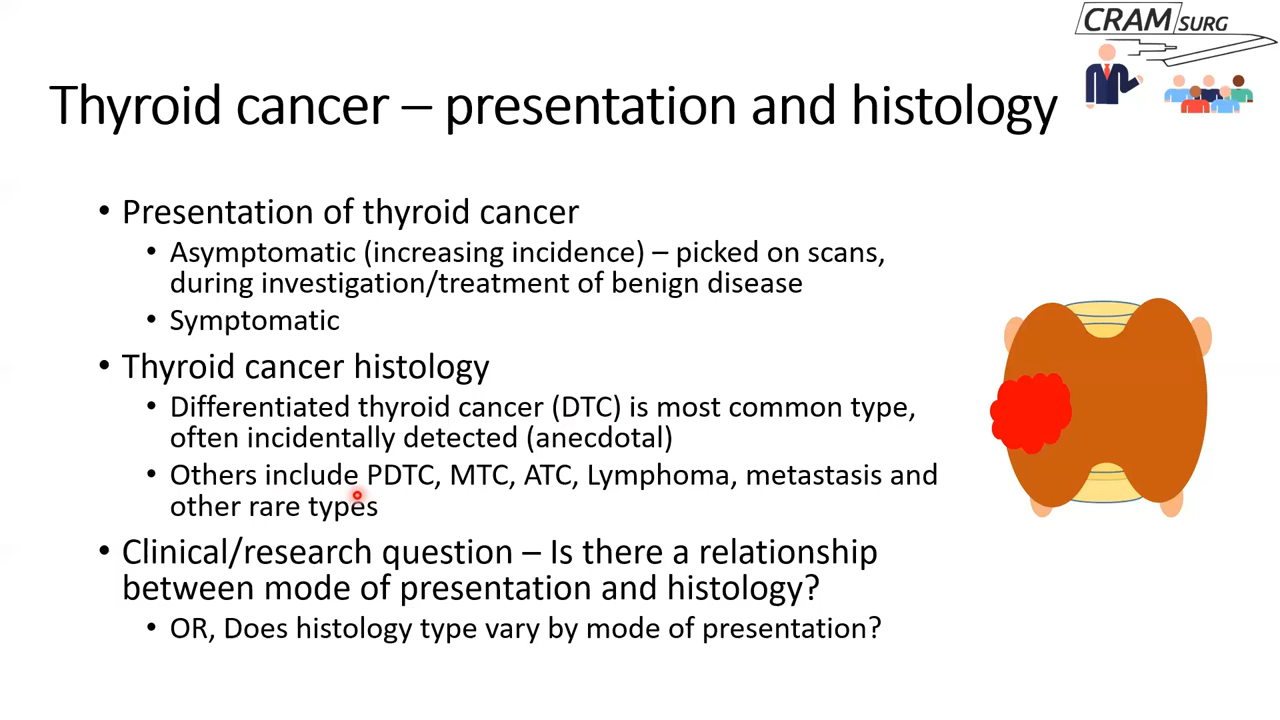 CRAM SURG
Thyroid cancer – presentation and histology
• Presentation of thyroid cancer
• Asymptomatic (increasing incidence) – picked on scans,
during investigation/treatment of benign disease
• Symptomatic
• Thyroid cancer histology
• Differentiated thyroid cancer (DTC) is most common type,
often incidentally detected (anecdotal)
• Others include PDTC, MTC, ATC, Lymphoma, metastasis and
other rare types
• Clinical/research question – Is there a relationship
between mode of presentation and histology?
• OR, Does histology type vary by mode of presentation?